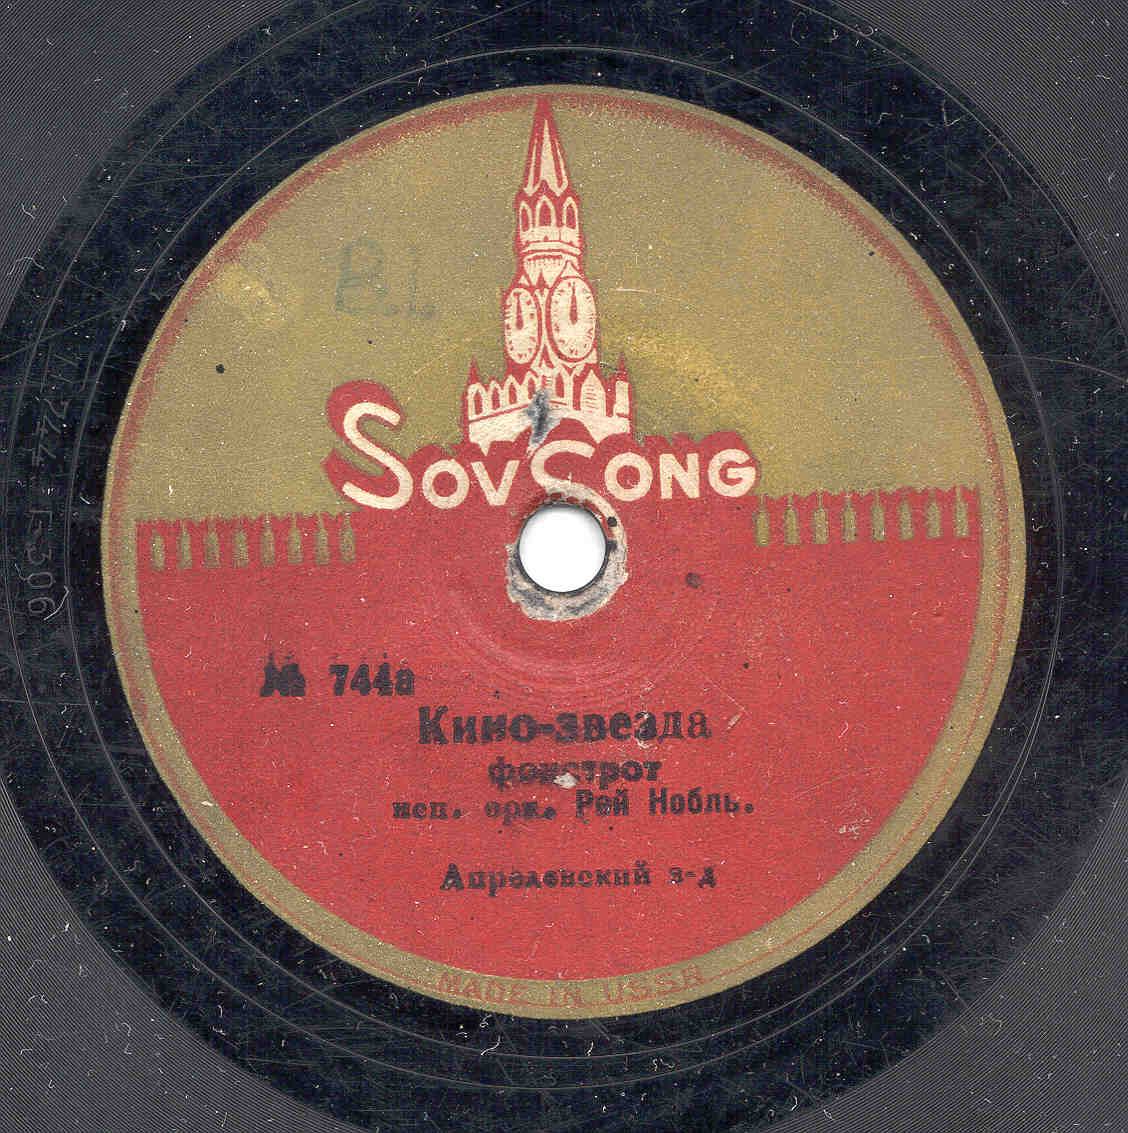 B.I.
SOVSONG
№ 744а
Кино-звезда
фокстрот
исп. орк. Рей Нобль.
Апрелевский з-д
MADE IN USSR